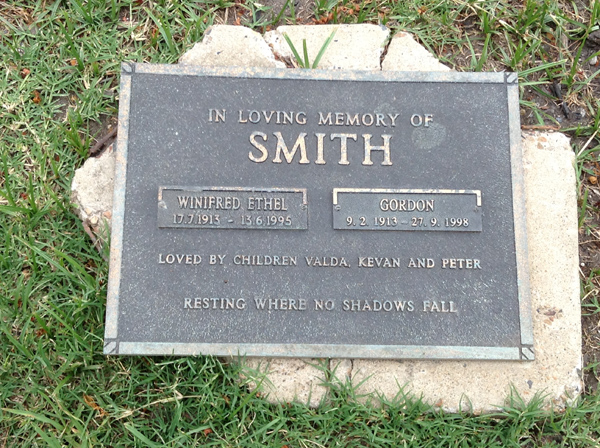 IN LOVING MEMORY OF
SMITH
WINIFRED ETHEL
17.7.1913 - 13.6.1995
GORDON
9.2.1913 - 27.9.1998
LOVED BY CHILDREN VALDA, KEVAN AND PETER
RESTING WHERE NO SHADOWS FALL